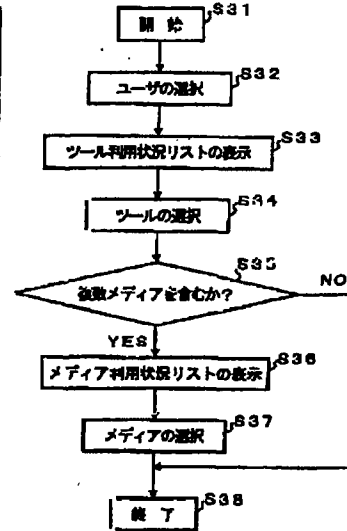 S31
開 始
S32
ユーザの選択
S33
ツール利用状況リストの表示
S34
ツールの選択
S35
複数メディアを含むか?
NO
YES
S36
メディア利用状況リストの表示
S37
メディアの選択
S38
終 了